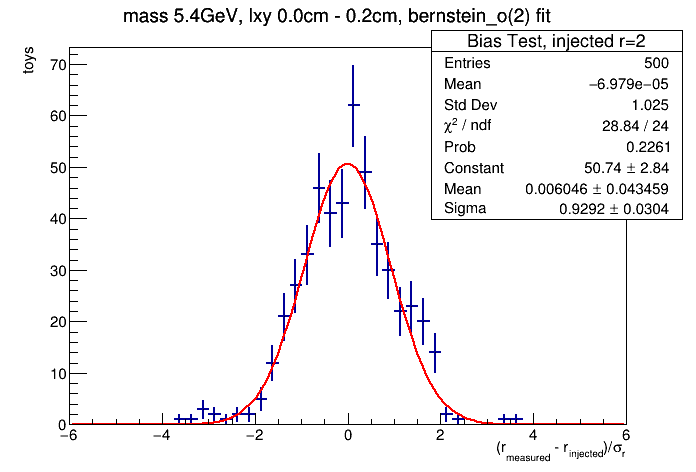 mass 5.4GeV, lxy 0.0cm - 0.2cm, bernstein_o(2) fit
Bias Test, injected r=2
Entries 500
Mean −6.979e−05
Std Dev 1.025
χ² / ndf 28.84 / 24
Prob 0.2261
Constant 50.74 ± 2.84
Mean 0.006046 ± 0.043459
Sigma 0.9292 ± 0.0304
toys
70
60
50
40
30
20
10
0
−6 −4 −2 0 2 4 6
(r_measured - r_injected)/σ_r